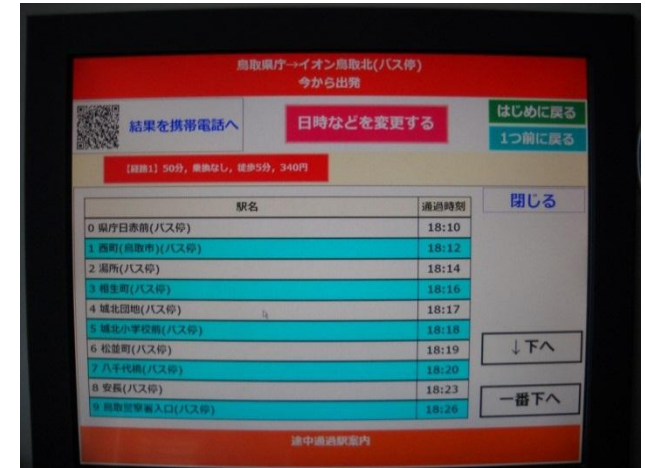 鳥取県庁→イオン鳥取北(バス停)
今から出発
結果を携帯電話へ
日時などを変更する
はじめに戻る
1つ前に戻る
【経路1】50分, 乗換なし, 徒歩5分, 340円
閉じる
駅名 通過時刻
0 県庁日赤前(バス停) 18:10
1 西町(鳥取市)(バス停) 18:12
2 湯所(バス停) 18:14
3 相生町(バス停) 18:16
4 城北団地(バス停) 18:17
5 城北小学校前(バス停) 18:18
6 松並町(バス停) 18:19
7 八千代橋(バス停) 18:20
8 安長(バス停) 18:23
9 鳥取警察署入口(バス停) 18:26
↓下へ
一番下へ
途中通過駅案内